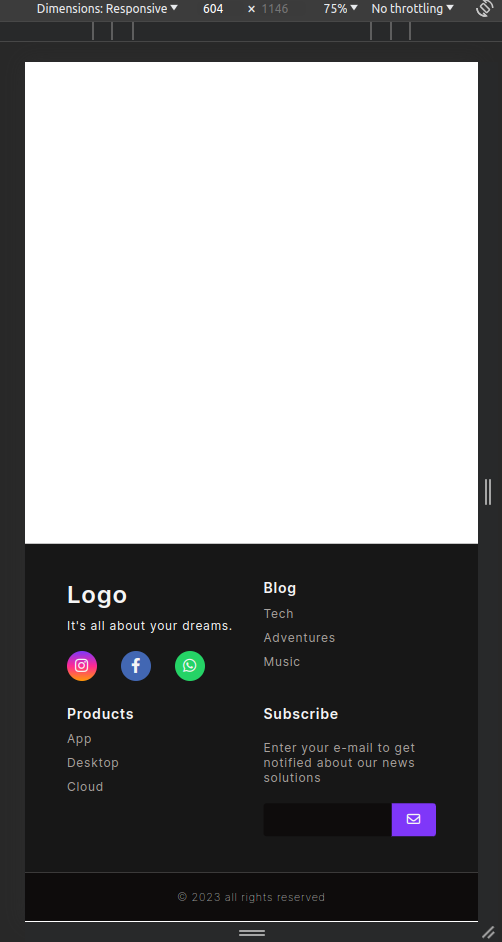 Dimensions: Responsive 604 × 1146 75% No throttling
Logo
It's all about your dreams.
Blog
Tech
Adventures
Music
Products
App
Desktop
Cloud
Subscribe
Enter your e-mail to get
notified about our news
solutions
© 2023 all rights reserved